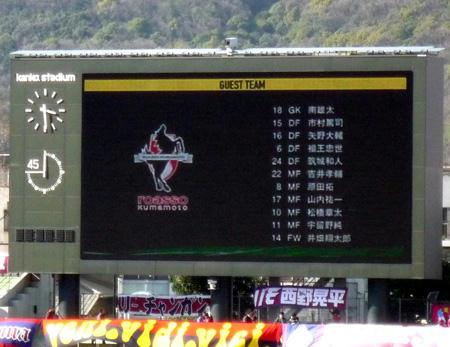 kanko stadium
GUEST TEAM
18 GK 南雄太
15 DF 市村篤司
16 DF 矢野大輔
6 DF 福王忠世
24 DF 筑城和人
22 MF 吉井孝輔
8 MF 原田拓
17 MF 山内祐一
10 MF 松橋章太
11 MF 宇留野純
14 FW 井畑翔太郎
roasso
kumamoto
45
veni vidi vici